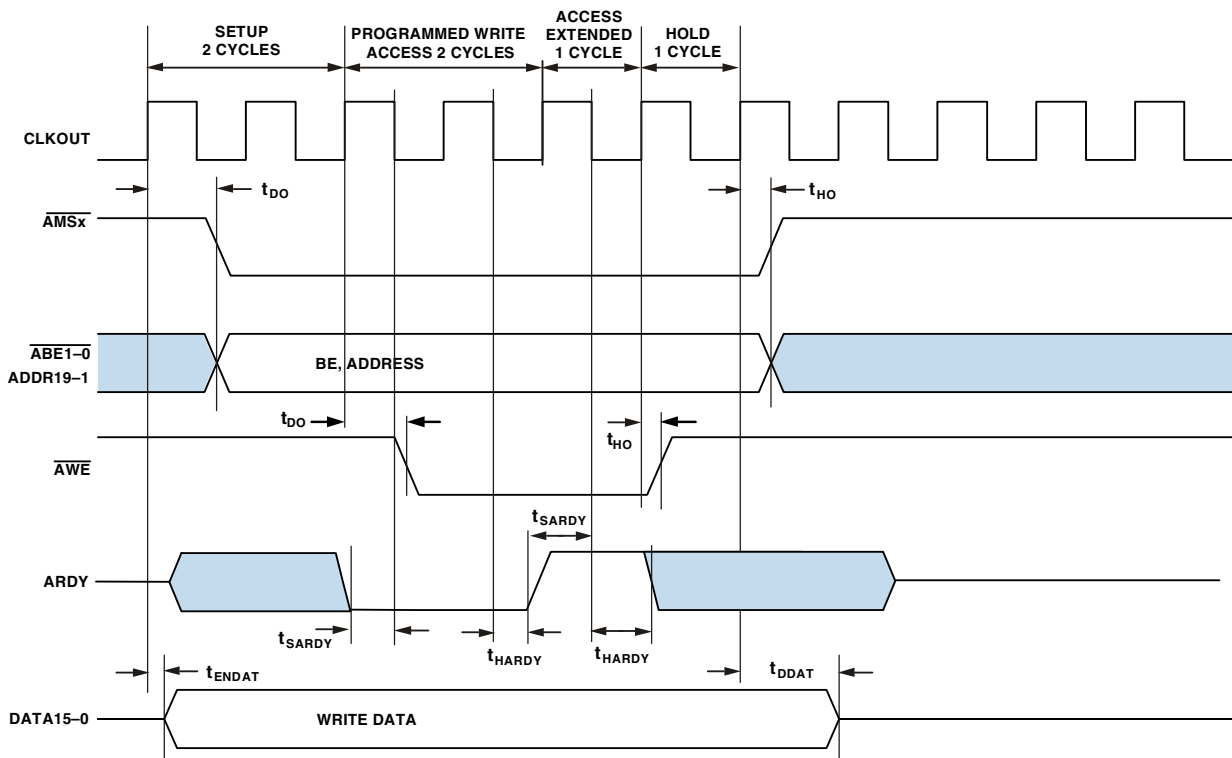 SETUP
2 CYCLES
PROGRAMMED WRITE
ACCESS 2 CYCLES
ACCESS
EXTENDED
1 CYCLE
HOLD
1 CYCLE
CLKOUT
tDO
tHO
AMSx
ABE1–0
ADDR19–1
BE, ADDRESS
tDO
tHO
AWE
tSARDY
ARDY
tSARDY
tHARDY
tHARDY
tENDAT
tDDAT
DATA15–0
WRITE DATA